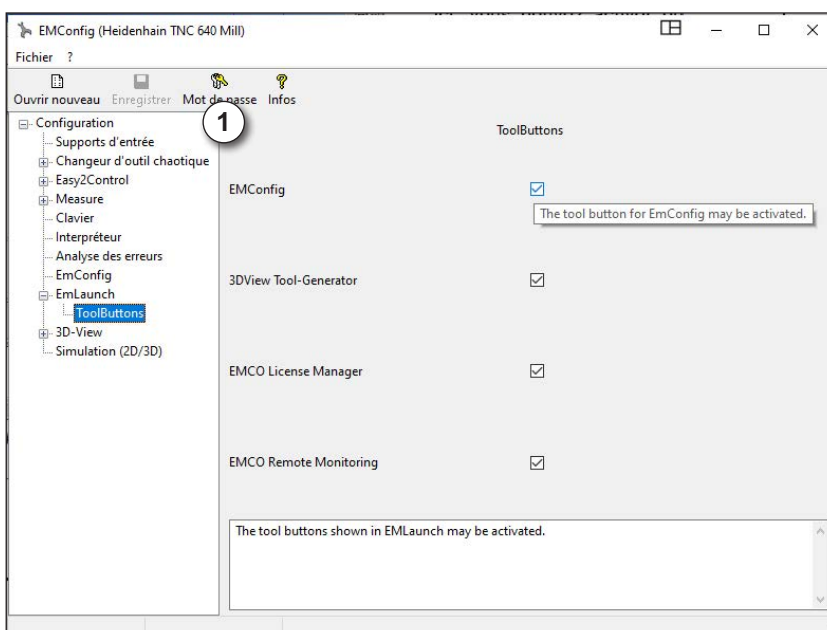 EMConfig (Heidenhain TNC 640 Mill)
Fichier ?
Ouvrir nouveau Enregistrer Mot de passe Infos
1
Configuration
Supports d'entrée
Changeur d'outil chaotique
Easy2Control
Measure
Clavier
Interpréteur
Analyse des erreurs
EmConfig
EmLaunch
ToolButtons
3D-View
Simulation (2D/3D)
ToolButtons
EMConfig
The tool button for EmConfig may be activated.
3DView Tool-Generator
EMCO License Manager
EMCO Remote Monitoring
The tool buttons shown in EMLaunch may be activated.